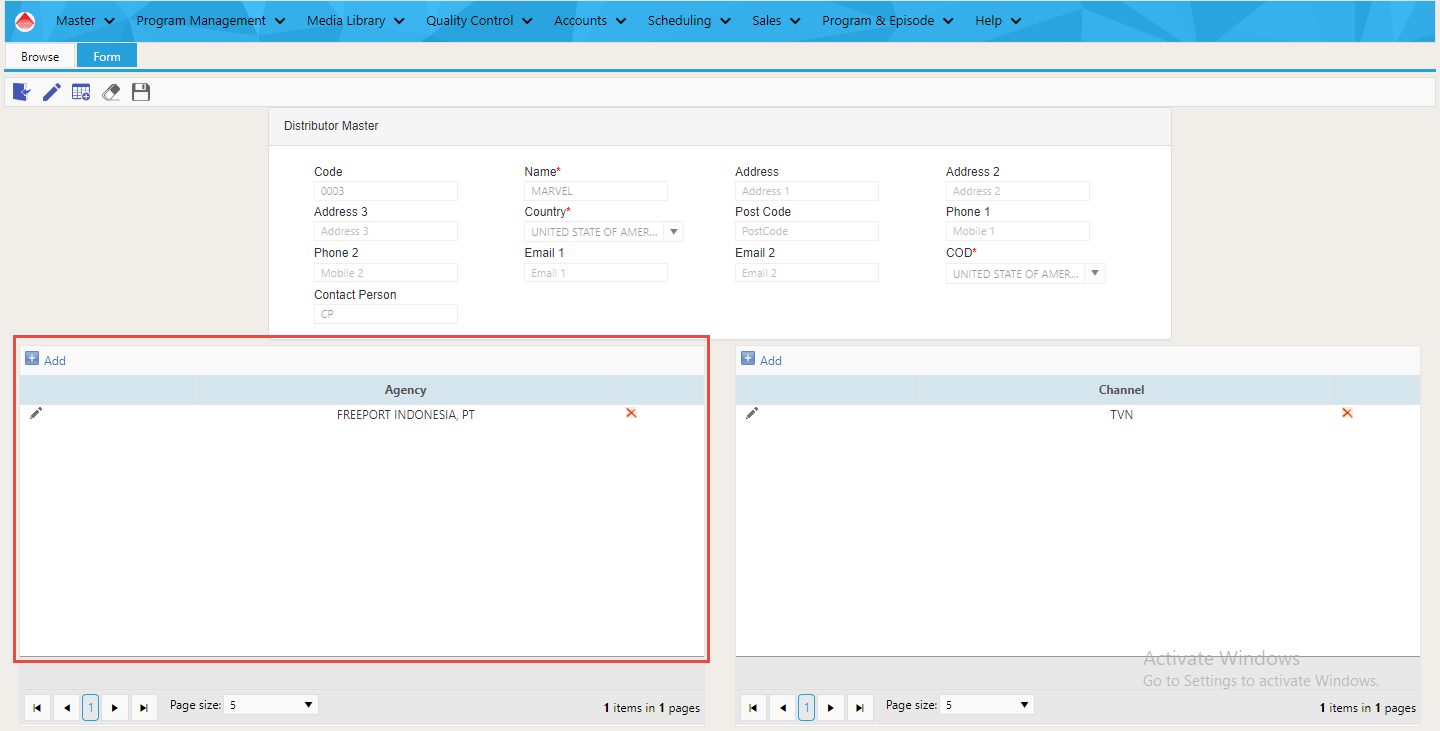 Master Program Management Media Library Quality Control Accounts Scheduling Sales Program & Episode Help
Browse Form
Distributor Master
Code Name* Address Address 2
0003 MARVEL Address 1 Address 2
Address 3 Country* Post Code Phone 1
Address 3 UNITED STATE OF AMER... PostCode Mobile 1
Phone 2 Email 1 Email 2 COD*
Mobile 2 Email 1 Email 2 UNITED STATE OF AMER...
Contact Person
CP
Add
Agency
FREEPORT INDONESIA, PT
1 Page size: 5 1 items in 1 pages
Add
Channel
TVN
1 Page size: 5 1 items in 1 pages
Activate Windows
Go to Settings to activate Windows.